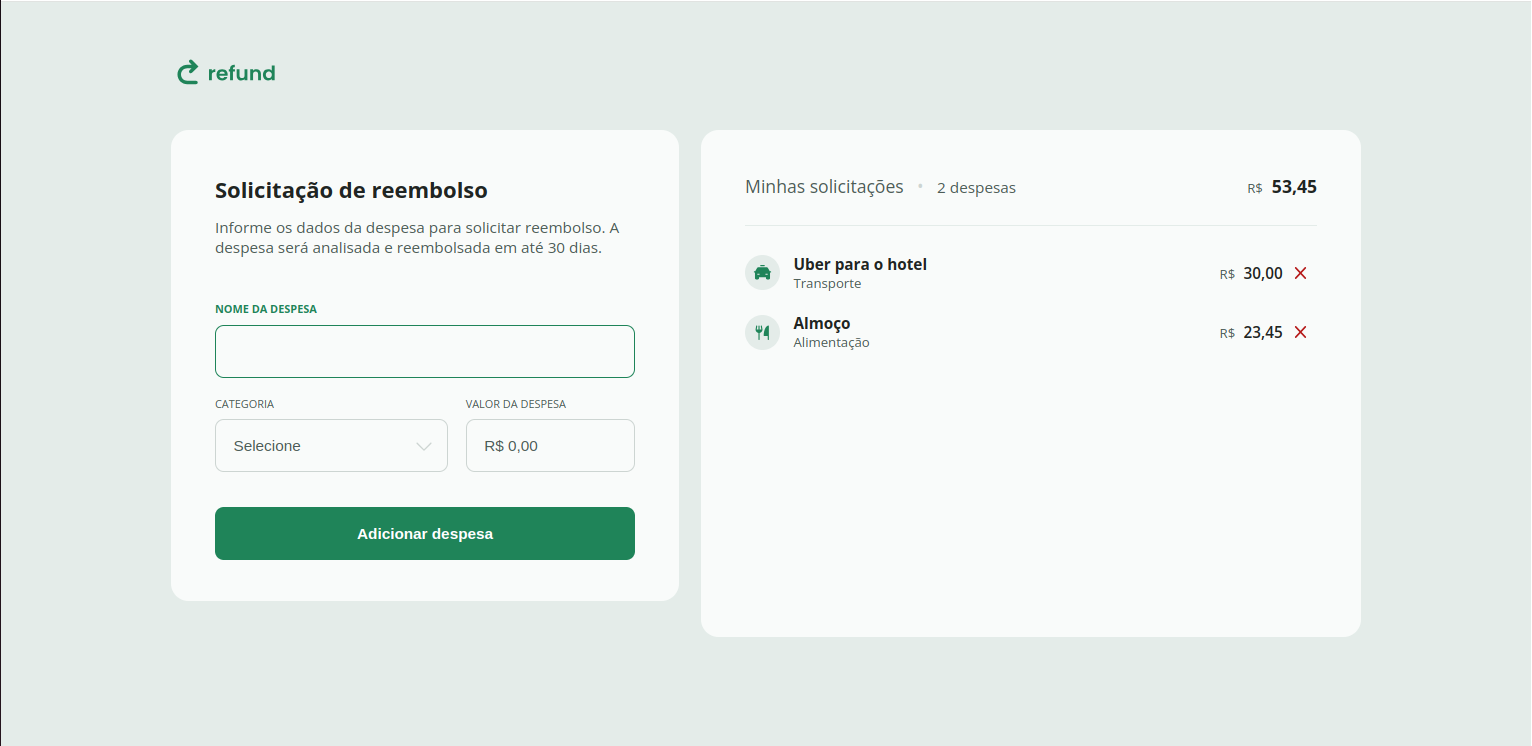 refund
Solicitação de reembolso
Informe os dados da despesa para solicitar reembolso. A
despesa será analisada e reembolsada em até 30 dias.
NOME DA DESPESA
CATEGORIA
VALOR DA DESPESA
Selecione
R$ 0,00
Adicionar despesa
Minhas solicitações • 2 despesas R$ 53,45
Uber para o hotel
Transporte
R$ 30,00
Almoço
Alimentação
R$ 23,45